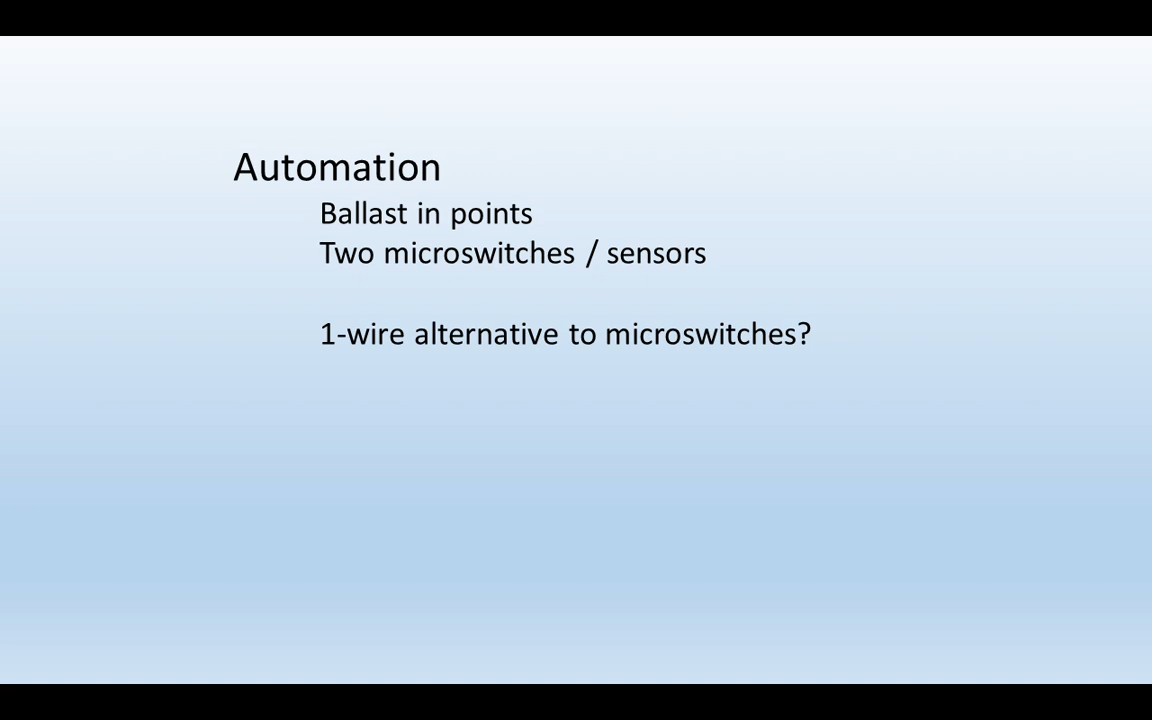 Automation
Ballast in points
Two microswitches / sensors
1-wire alternative to microswitches?